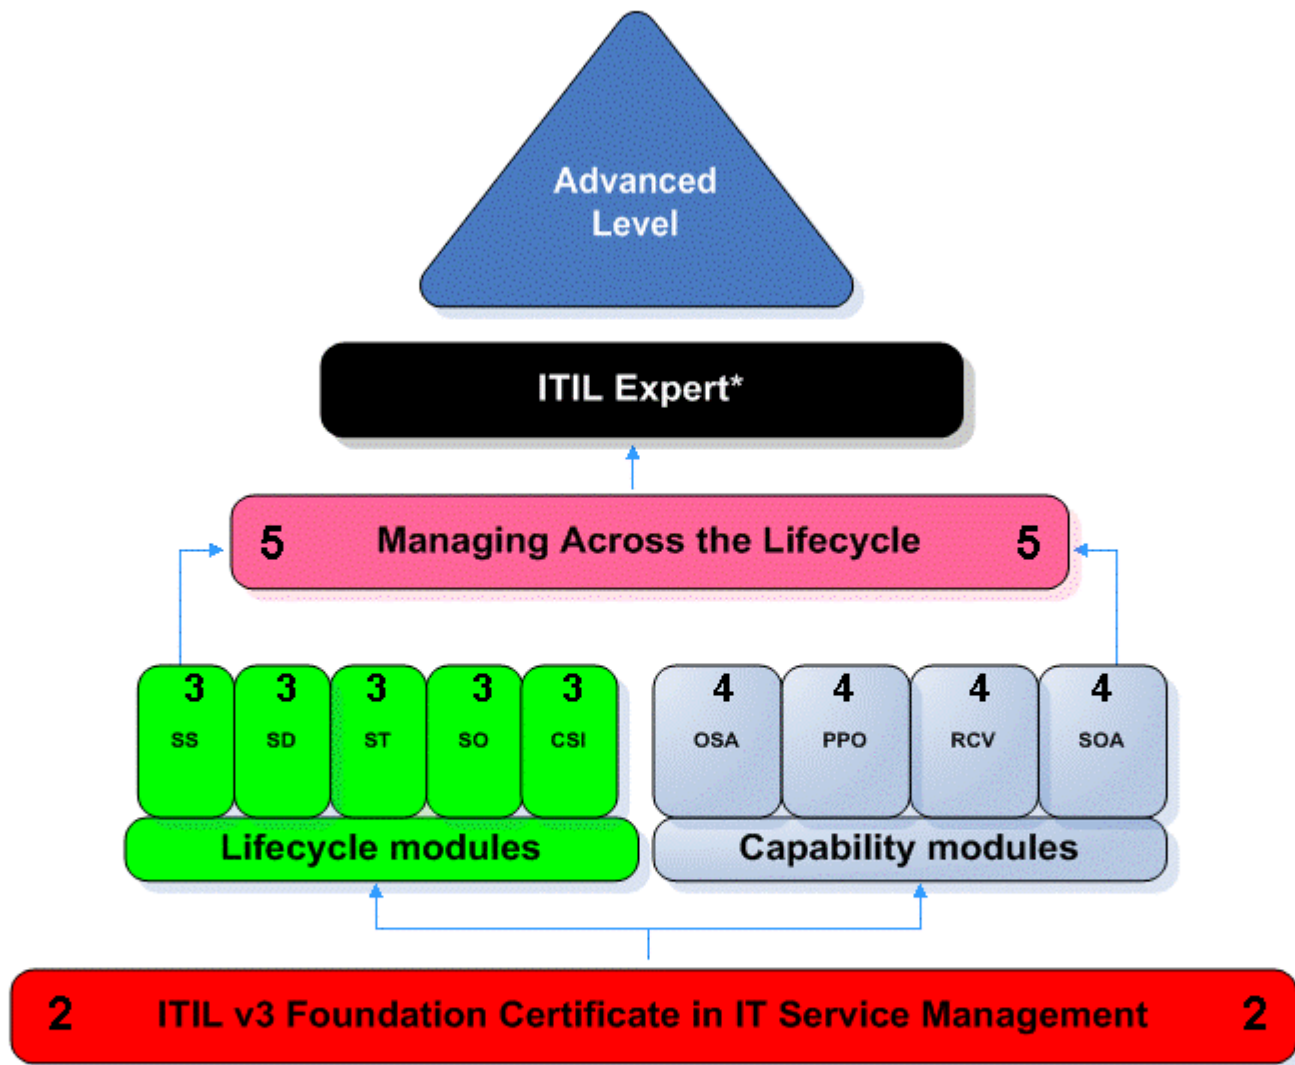 Advanced
Level
ITIL Expert*
5 Managing Across the Lifecycle 5
3 3 3 3 3 4 4 4 4
SS SD ST SO CSI OSA PPO RCV SOA
Lifecycle modules Capability modules
2 ITIL v3 Foundation Certificate in IT Service Management 2